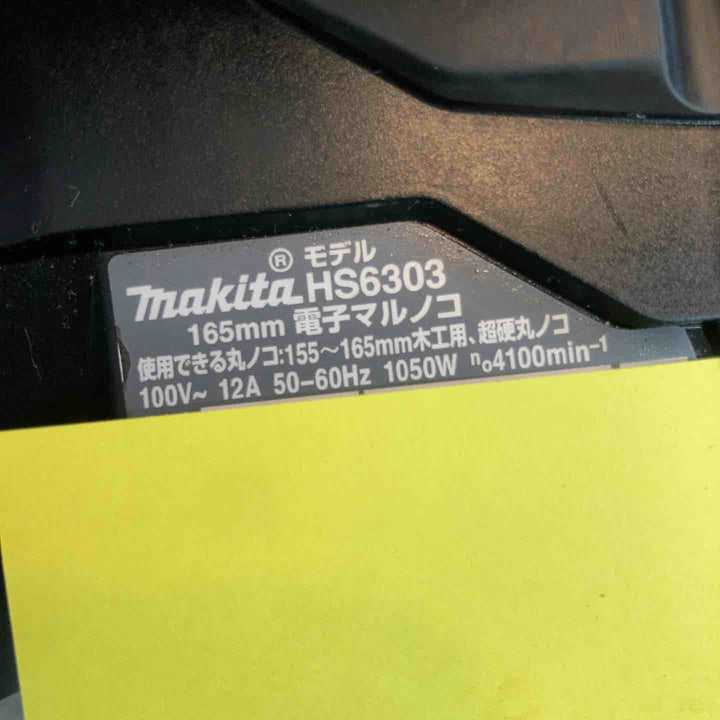 ® モデル
makita HS6303
165mm 電子マルノコ
使用できる丸ノコ:155～165mm木工用、超硬丸ノコ
100V~ 12A 50-60Hz 1050W n₀4100min⁻¹